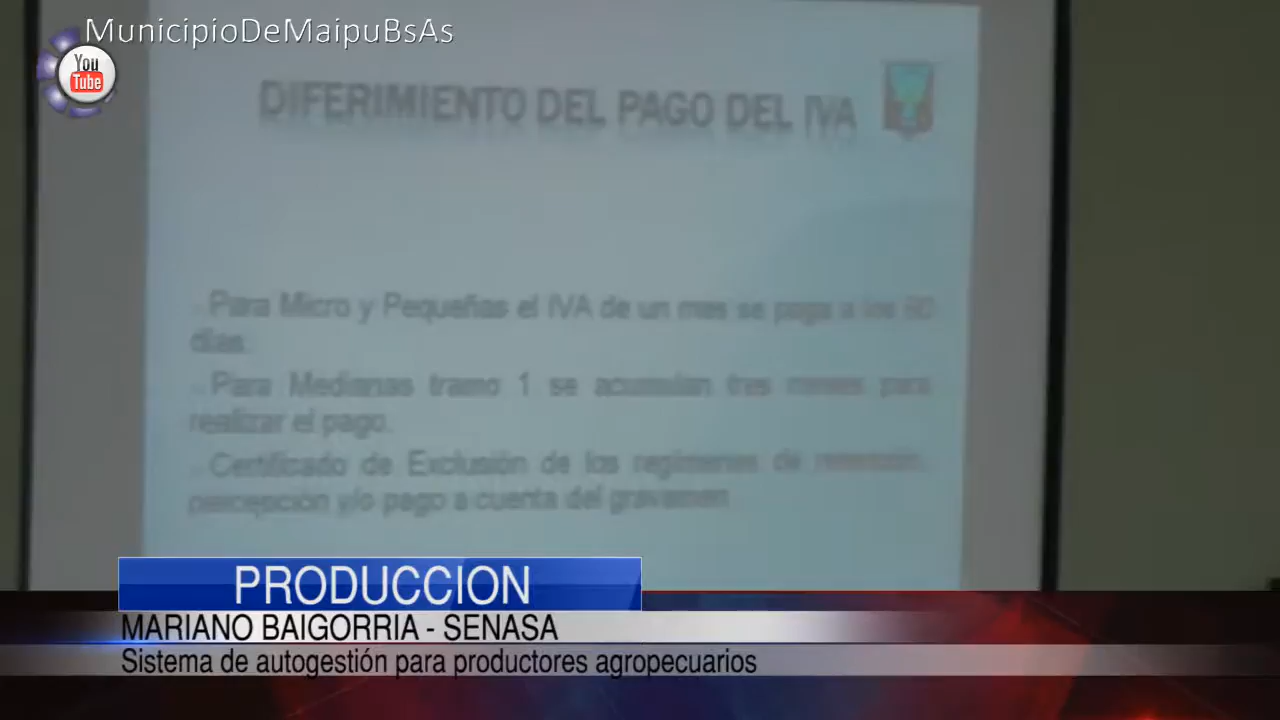 MunicipioDeMaipuBsAs
You
Tube
DIFERIMIENTO DEL PAGO DEL IVA
- Para Micro y Pequeñas el IVA de un mes se paga a los 90
días.
- Para Medianas tramo 1 se acumulan tres meses para
realizar el pago.
- Certificado de Exclusión de los regímenes de retención,
percepción y/o pago a cuenta del gravamen
PRODUCCION
MARIANO BAIGORRIA - SENASA
Sistema de autogestión para productores agropecuarios